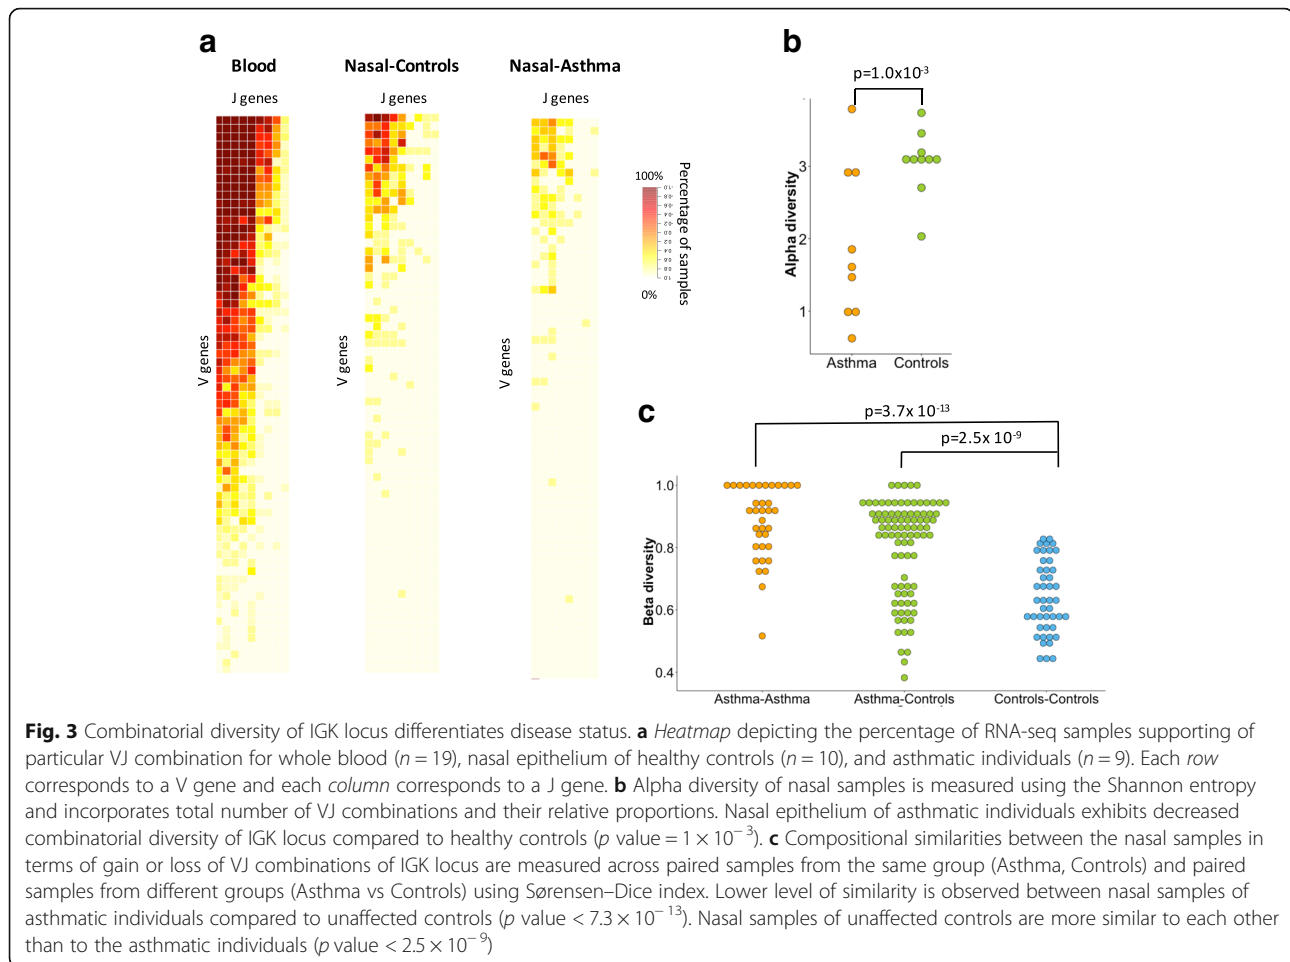 a
Blood
Nasal-Controls
Nasal-Asthma
J genes
J genes
J genes
V genes
V genes
V genes
100%
0%
Percentage of samples
b
p=1.0x10-3
Alpha diversity
3
2
1
Asthma
Controls
c
p=3.7x 10-13
p=2.5x 10-9
Beta diversity
1.0
0.8
0.6
0.4
Asthma-Asthma
Asthma-Controls
Controls-Controls
Fig. 3 Combinatorial diversity of IGK locus differentiates disease status. a Heatmap depicting the percentage of RNA-seq samples supporting of
particular VJ combination for whole blood (n = 19), nasal epithelium of healthy controls (n = 10), and asthmatic individuals (n = 9). Each row
corresponds to a V gene and each column corresponds to a J gene. b Alpha diversity of nasal samples is measured using the Shannon entropy
and incorporates total number of VJ combinations and their relative proportions. Nasal epithelium of asthmatic individuals exhibits decreased
combinatorial diversity of IGK locus compared to healthy controls (p value = 1 × 10− 3). c Compositional similarities between the nasal samples in
terms of gain or loss of VJ combinations of IGK locus are measured across paired samples from the same group (Asthma, Controls) and paired
samples from different groups (Asthma vs Controls) using Sørensen–Dice index. Lower level of similarity is observed between nasal samples of
asthmatic individuals compared to unaffected controls (p value < 7.3 × 10− 13). Nasal samples of unaffected controls are more similar to each other
than to the asthmatic individuals (p value < 2.5 × 10− 9)